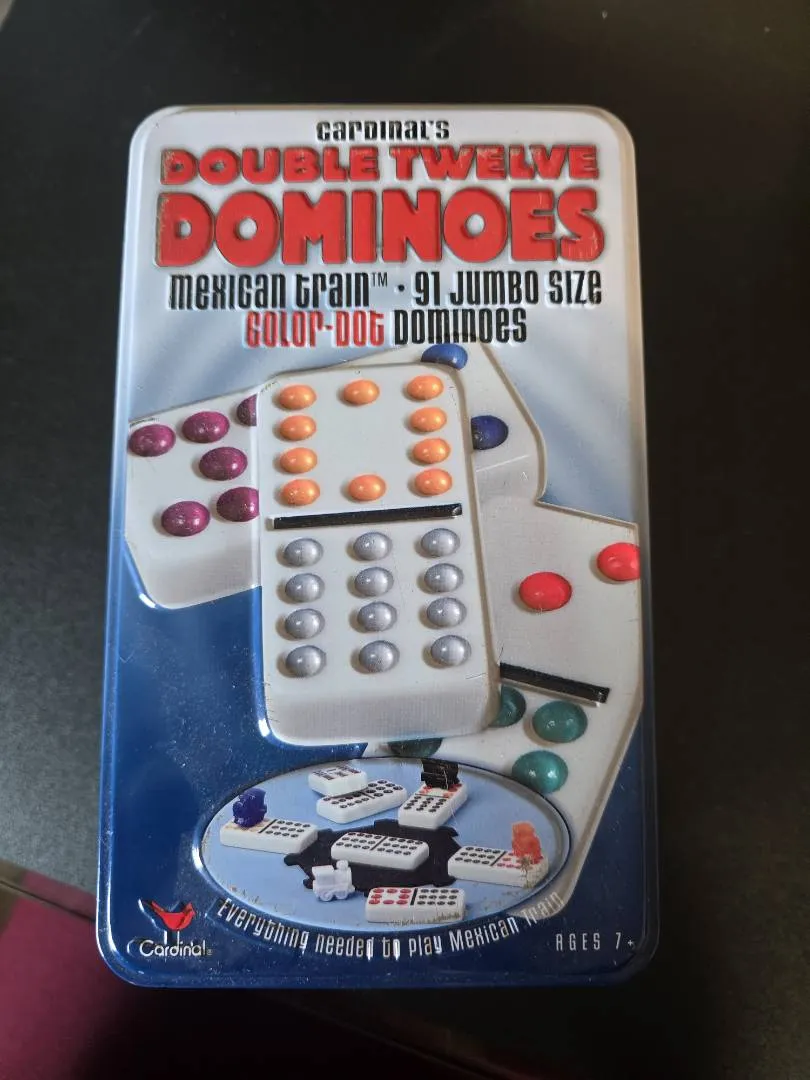 CARDINAL'S
DOUBLE TWELVE
DOMINOES
MEXICAN TRAIN™ • 91 JUMBO SIZE
COLOR-DOT DOMINOES
Everything needed to play Mexican Train
Cardinal®
AGES 7+